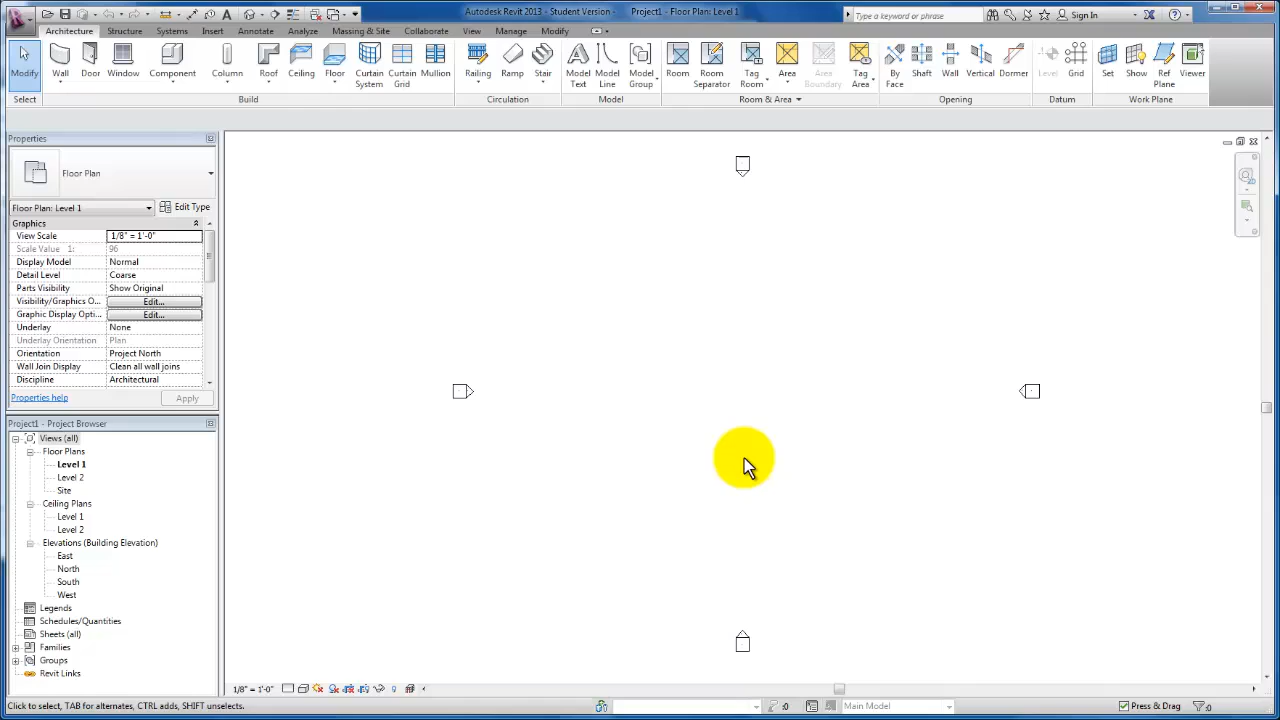 Autodesk Revit 2013 - Student Version - Project1 - Floor Plan: Level 1
Type a keyword or phrase
Sign In
Architecture Structure Systems Insert Annotate Analyze Massing & Site Collaborate View Manage Modify
Modify Wall Door Window Component Column Roof Ceiling Floor Curtain System Curtain Grid Mullion Railing Ramp Stair Model Text Model Line Model Group Room Room Separator Tag Room Area Area Boundary Tag Area By Face Shaft Wall Vertical Dormer Level Grid Set Show Ref Plane Viewer
Select Build Circulation Model Room & Area Opening Datum Work Plane
Properties
Floor Plan
Floor Plan: Level 1 Edit Type
Graphics
View Scale 1/8" = 1'-0"
Scale Value 1: 96
Display Model Normal
Detail Level Coarse
Parts Visibility Show Original
Visibility/Graphics O... Edit...
Graphic Display Opti... Edit...
Underlay None
Underlay Orientation Plan
Orientation Project North
Wall Join Display Clean all wall joins
Discipline Architectural
Properties help Apply
Project1 - Project Browser
Views (all)
Floor Plans
Level 1
Level 2
Site
Ceiling Plans
Level 1
Level 2
Elevations (Building Elevation)
East
North
South
West
Legends
Schedules/Quantities
Sheets (all)
Families
Groups
Revit Links
2D
1/8" = 1'-0"
Click to select, TAB for alternates, CTRL adds, SHIFT unselects.
:0
Main Model
Press & Drag
:0